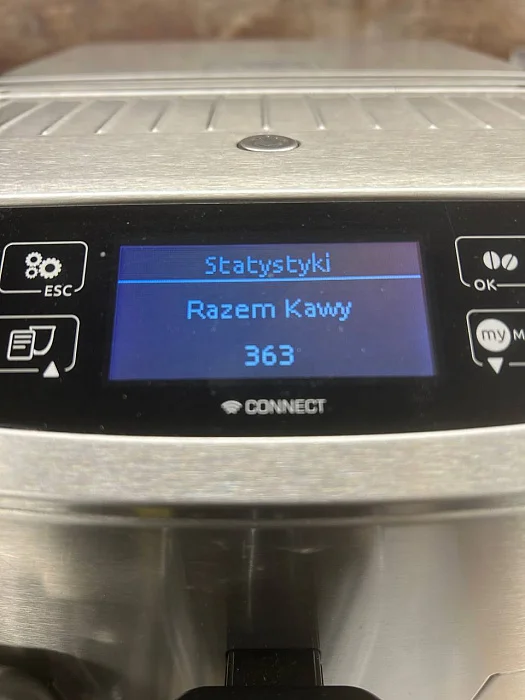 Statystyki
ESC
Razem Kawy
OK
363
my M
CONNECT